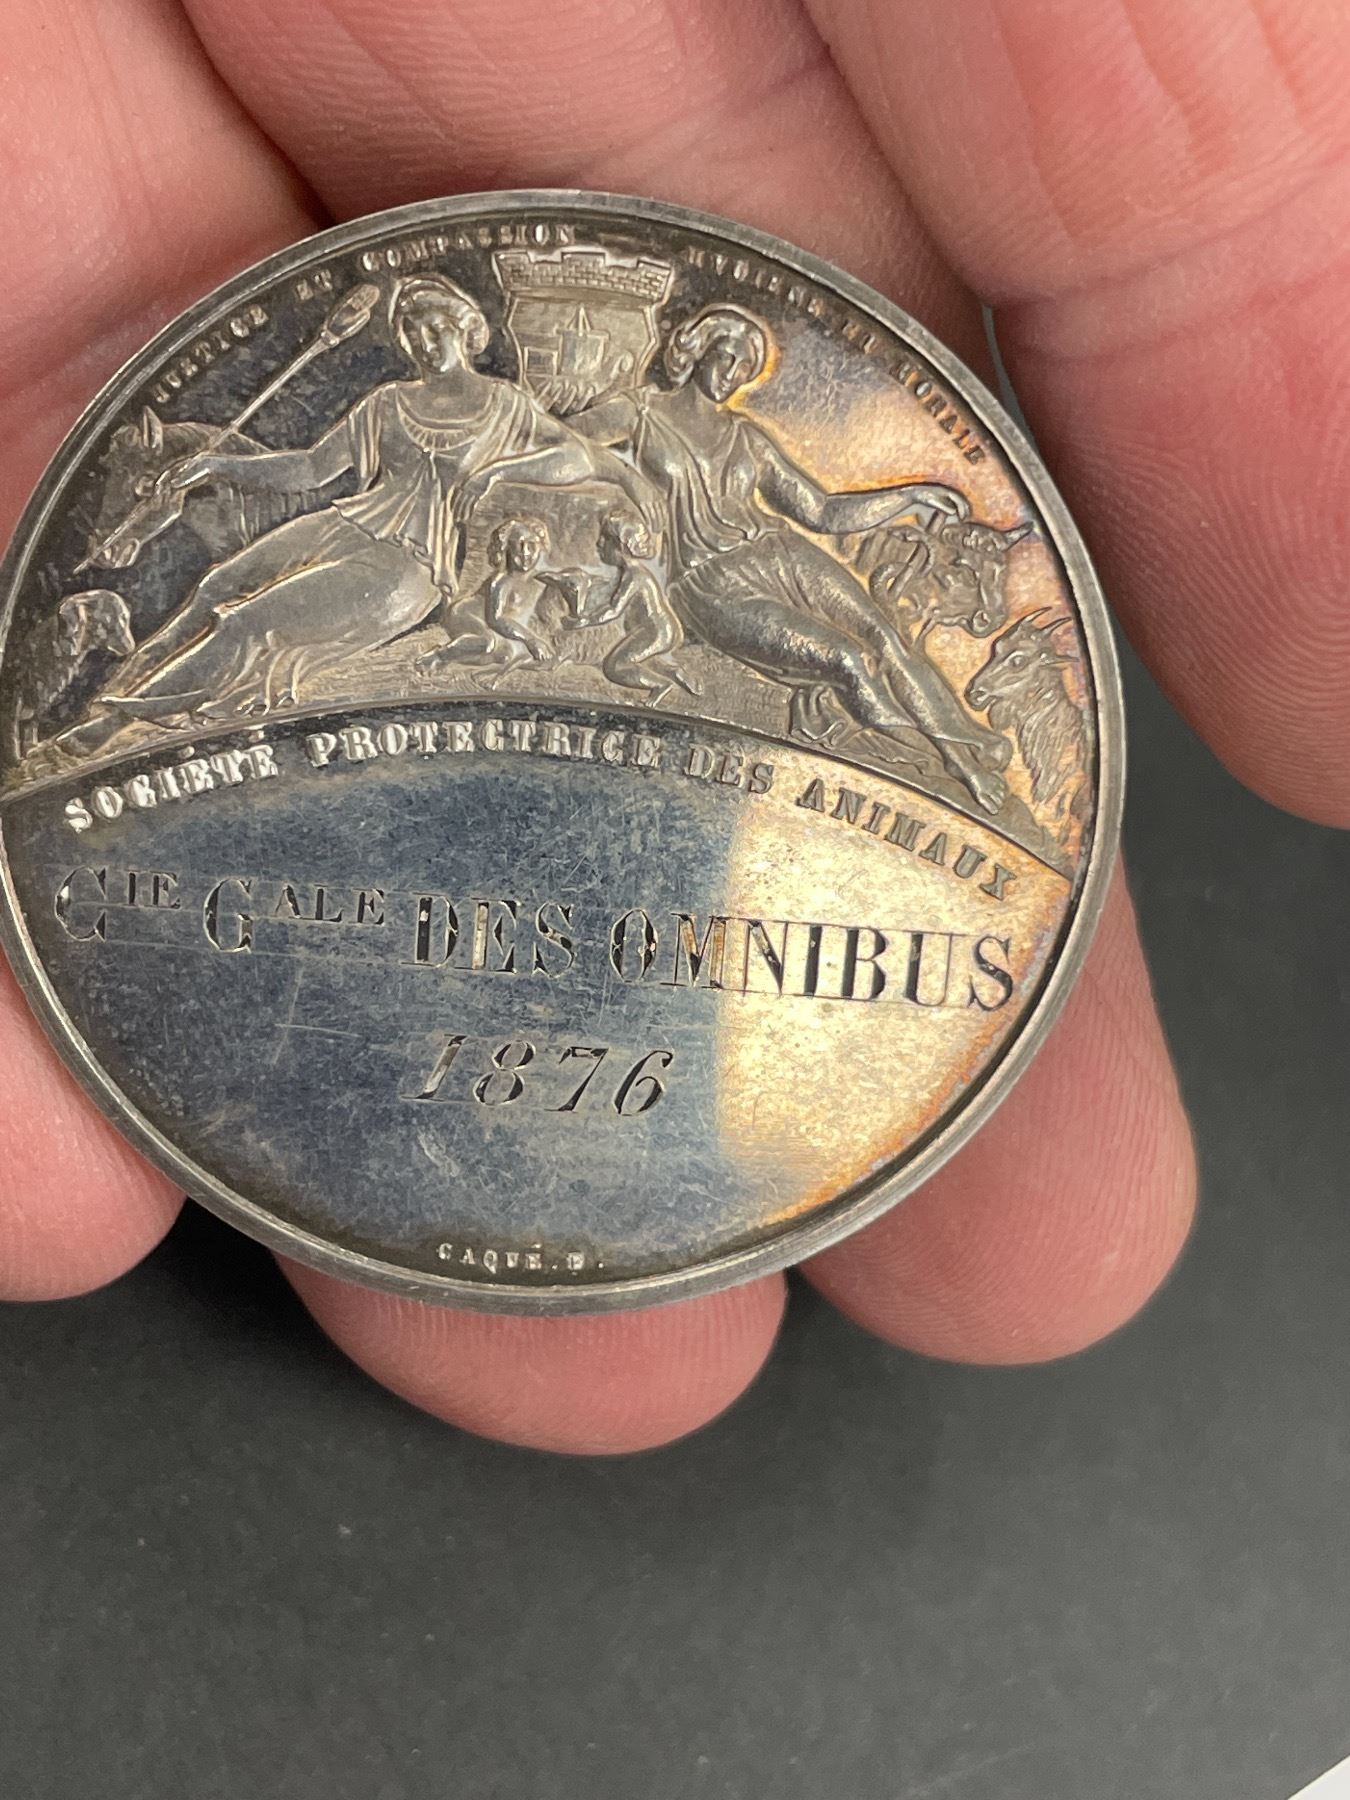 JUSTICE ET COMPASSION — HYGIENE ET MORALE
SOCIÉTÉ PROTECTRICE DES ANIMAUX
CIE GALE DES OMNIBUS
1876
CAQUÉ. F.